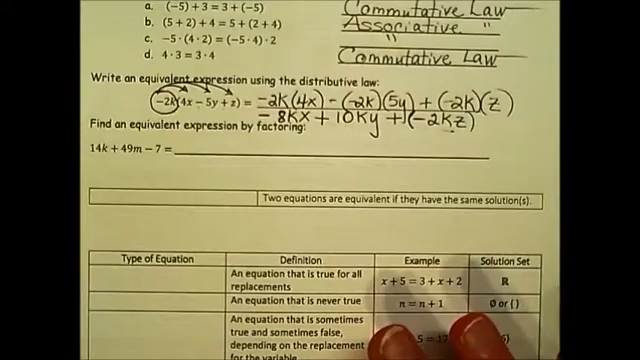 a. (−5) + 3 = 3 + (−5) Commutative Law
b. (5 + 2) + 4 = 5 + (2 + 4) Associative "
c. −5 · (4 · 2) = (−5 · 4) · 2 "
d. 4 · 3 = 3 · 4 Commutative Law
Write an equivalent expression using the distributive law:
−2k(4x − 5y + z) = −2k(4x) − (−2k)(5y) + (−2k)(z)
− 8kx + 10ky + (−2kz)
Find an equivalent expression by factoring:
14k + 49m − 7 =
Two equations are equivalent if they have the same solution(s).
Type of Equation Definition Example Solution Set
An equation that is true for all
replacements x + 5 = 3 + x + 2 ℝ
An equation that is never true n = n + 1 Ø or { }
An equation that is sometimes
true and sometimes false, 5 = 17
depending on the replacement
for the variable